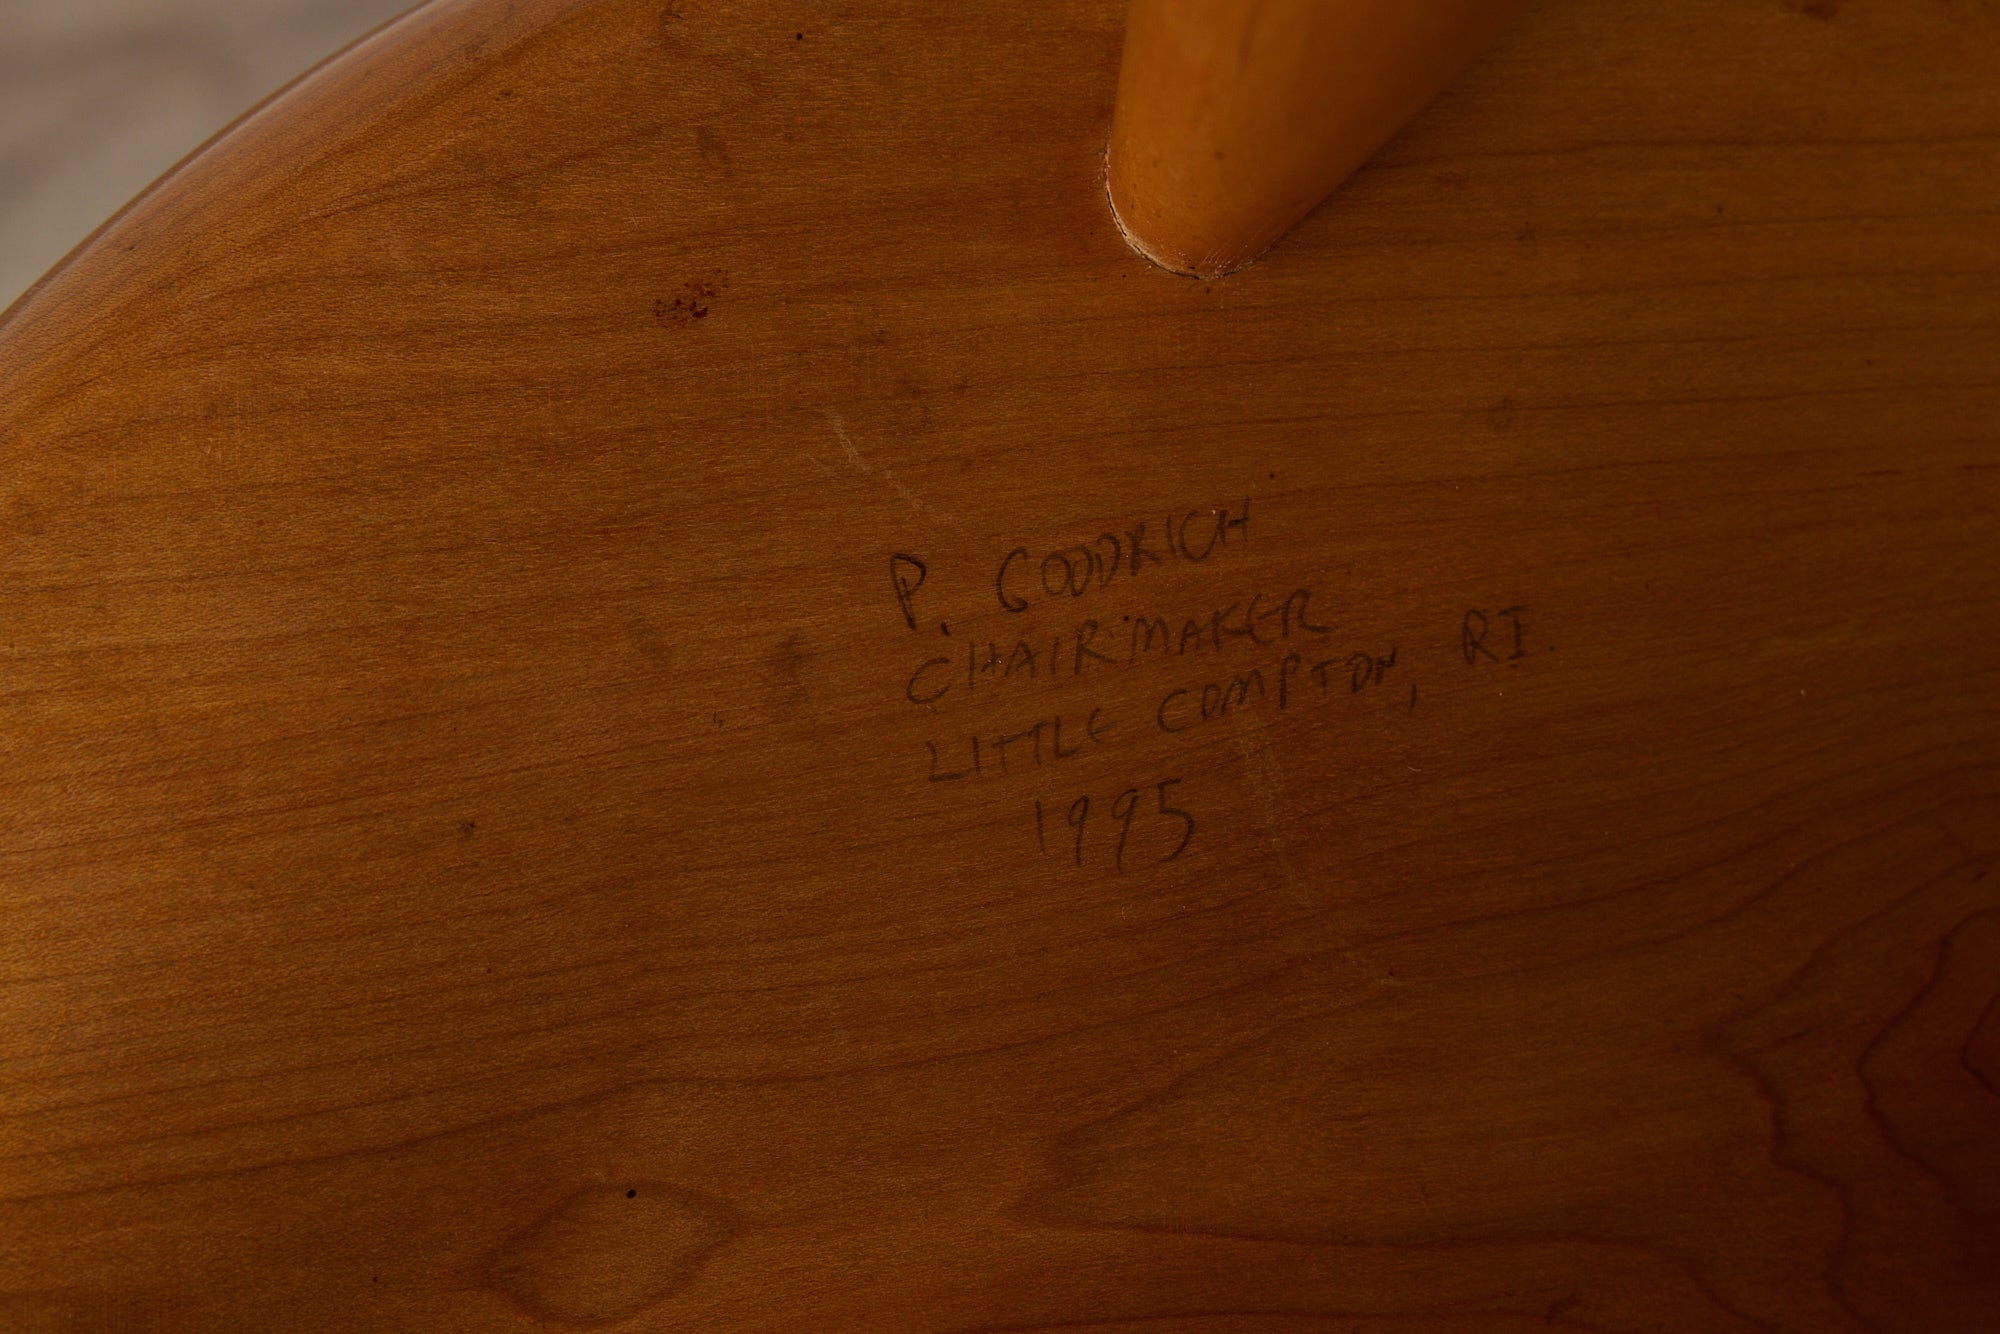 P. GOODRICH
CHAIRMAKER
LITTLE COMPTON, RI.
1995